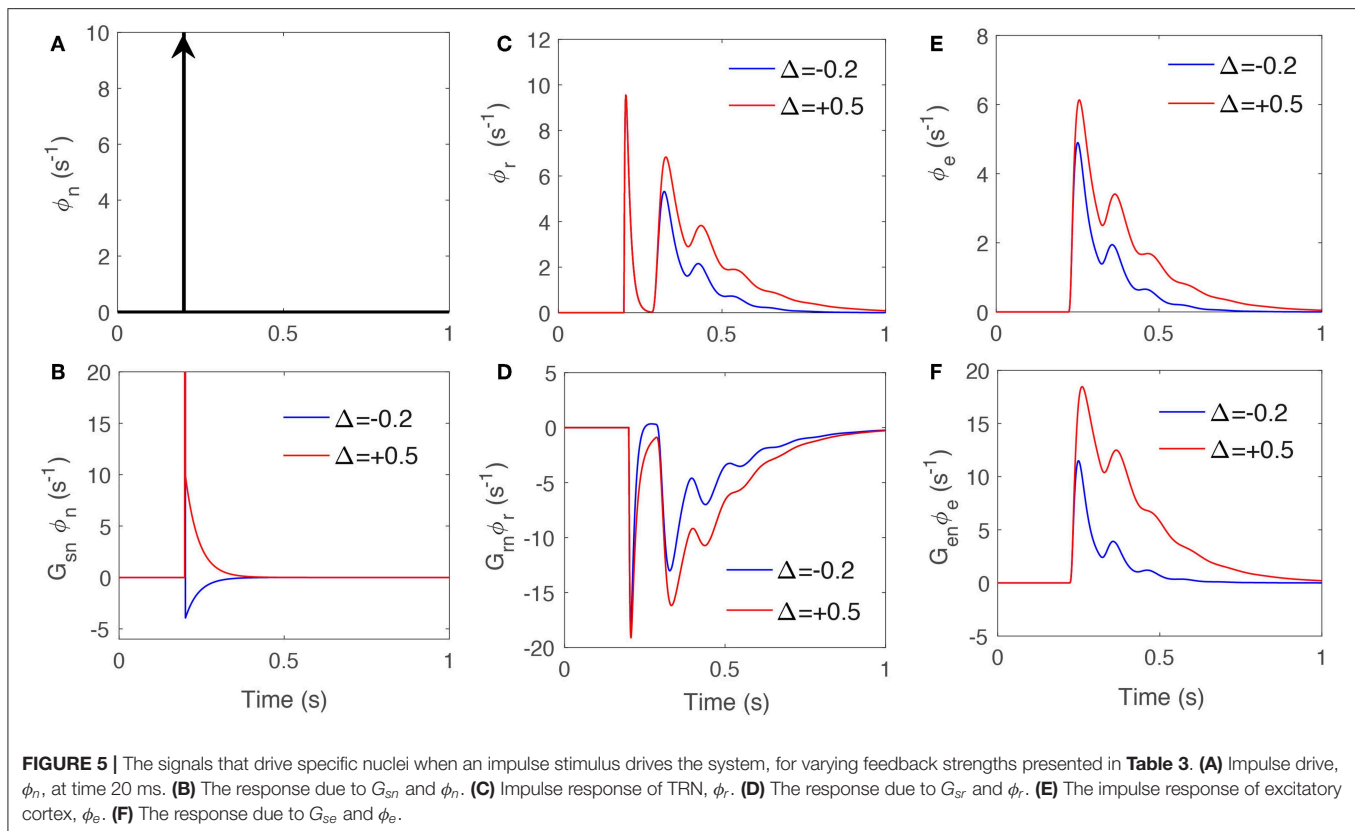 A
10
8
6
4
2
0
ϕn (s-1)
0 0.5 1
B
20
15
10
5
0
-5
Gsn ϕn (s-1)
Δ=-0.2
Δ=+0.5
0 0.5 1
Time (s)
C
12
10
8
6
4
2
0
ϕr (s-1)
Δ=-0.2
Δ=+0.5
0 0.5 1
D
5
0
-5
-10
-15
-20
Grnϕr (s-1)
Δ=-0.2
Δ=+0.5
0 0.5 1
Time (s)
E
8
6
4
2
0
ϕe (s-1)
Δ=-0.2
Δ=+0.5
0 0.5 1
F
20
15
10
5
0
-5
Genϕe (s-1)
Δ=-0.2
Δ=+0.5
0 0.5 1
Time (s)
FIGURE 5 | The signals that drive specific nuclei when an impulse stimulus drives the system, for varying feedback strengths presented in Table 3. (A) Impulse drive,
ϕn, at time 20 ms. (B) The response due to Gsn and ϕn. (C) Impulse response of TRN, ϕr. (D) The response due to Gsr and ϕr. (E) The impulse response of excitatory
cortex, ϕe. (F) The response due to Gse and ϕe.